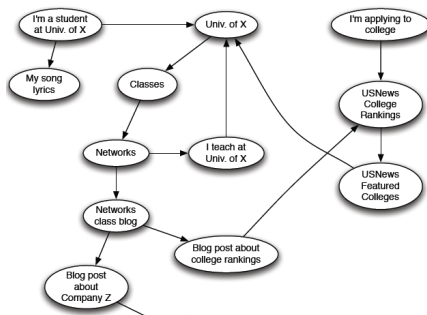 I'm a student
at Univ. of X
Univ. of X
I'm applying to
college
My song
lyrics
Classes
USNews
College
Rankings
Networks
I teach at
Univ. of X
USNews
Featured
Colleges
Networks
class blog
Blog post about
college rankings
Blog post
about
Company Z